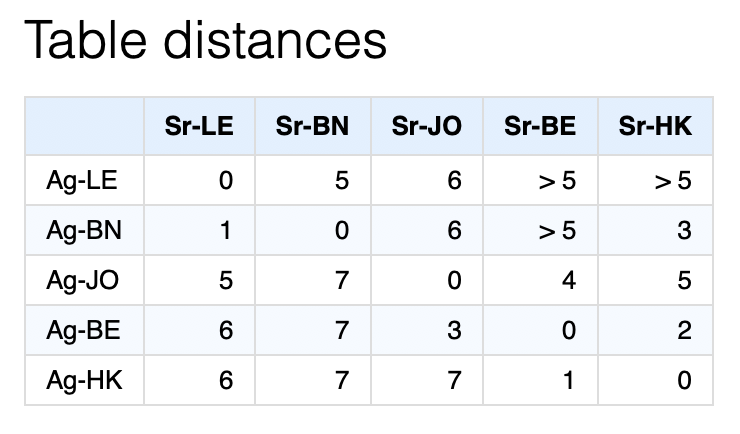 Table distances
Sr-LE Sr-BN Sr-JO Sr-BE Sr-HK
Ag-LE 0 5 6 > 5 > 5
Ag-BN 1 0 6 > 5 3
Ag-JO 5 7 0 4 5
Ag-BE 6 7 3 0 2
Ag-HK 6 7 7 1 0